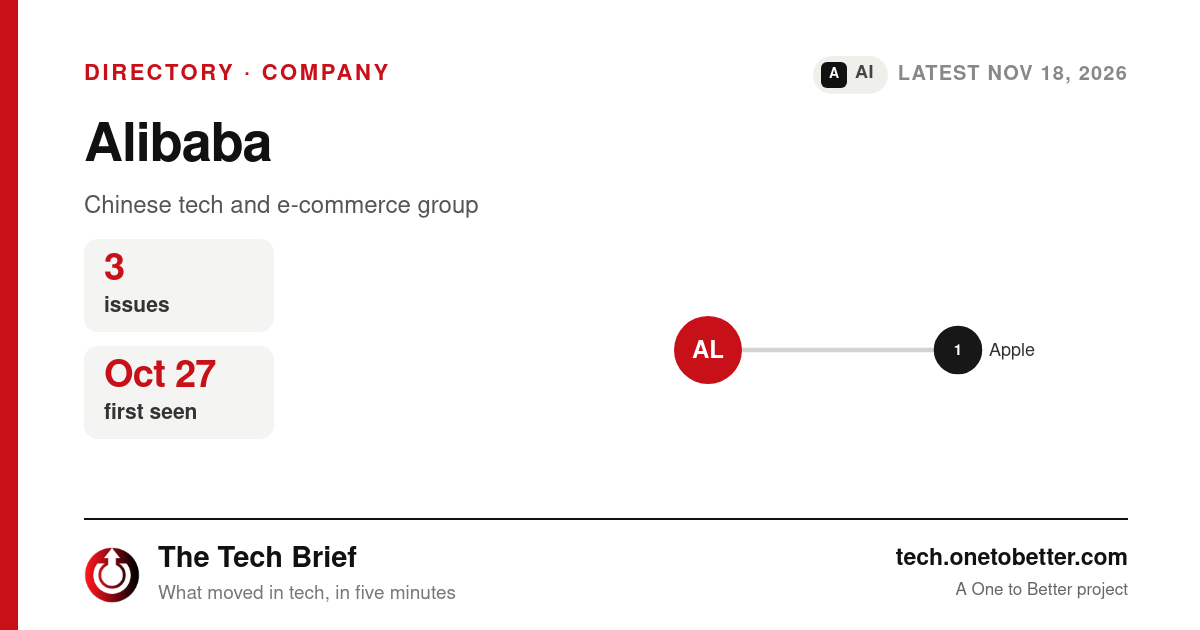 DIRECTORY · COMPANY
A AI LATEST NOV 18, 2026
Alibaba
Chinese tech and e-commerce group
3
issues
Oct 27
first seen
AL
1 Apple
The Tech Brief
What moved in tech, in five minutes
tech.onetobetter.com
A One to Better project